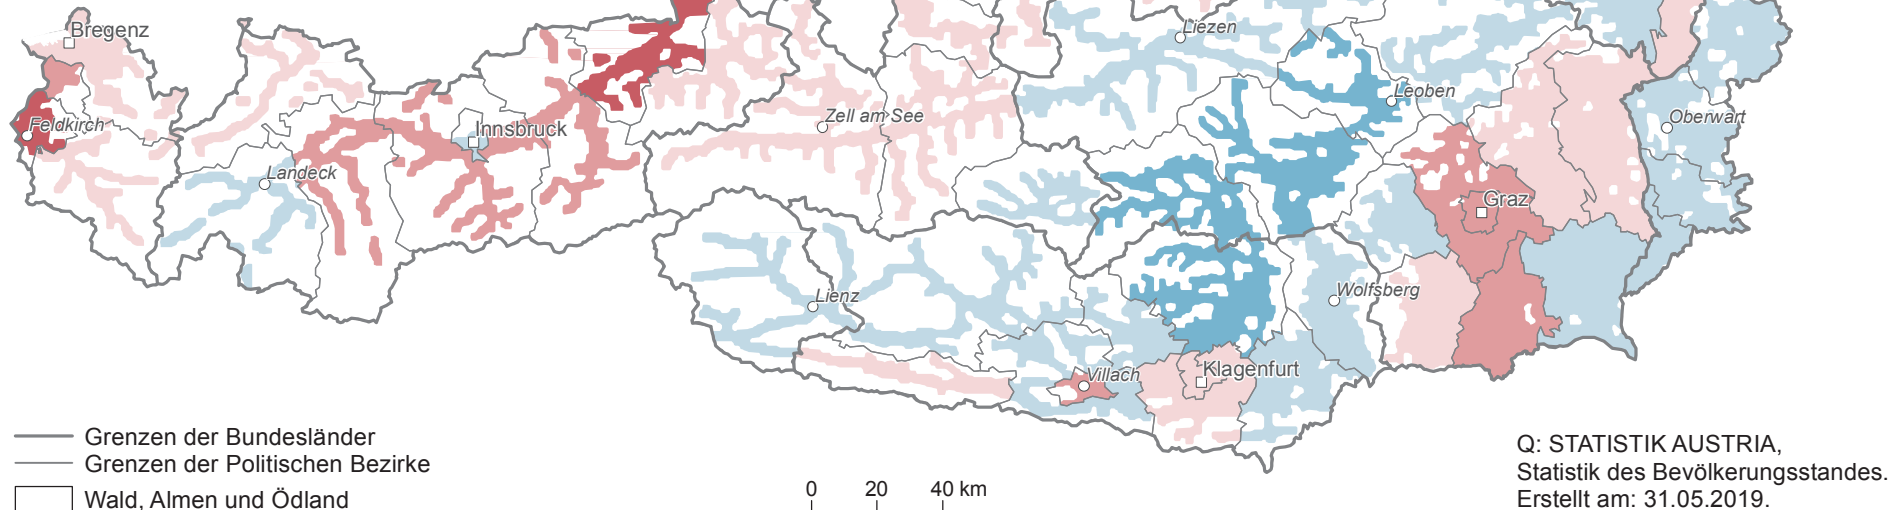 Bregenz
Liezen
Leoben
Feldkirch
Innsbruck
Zell am See
Oberwart
Landeck
Graz
Lienz
Wolfsberg
Villach
Klagenfurt
Grenzen der Bundesländer
Grenzen der Politischen Bezirke
Wald, Almen und Ödland
0 20 40 km
Q: STATISTIK AUSTRIA,
Statistik des Bevölkerungsstandes.
Erstellt am: 31.05.2019.